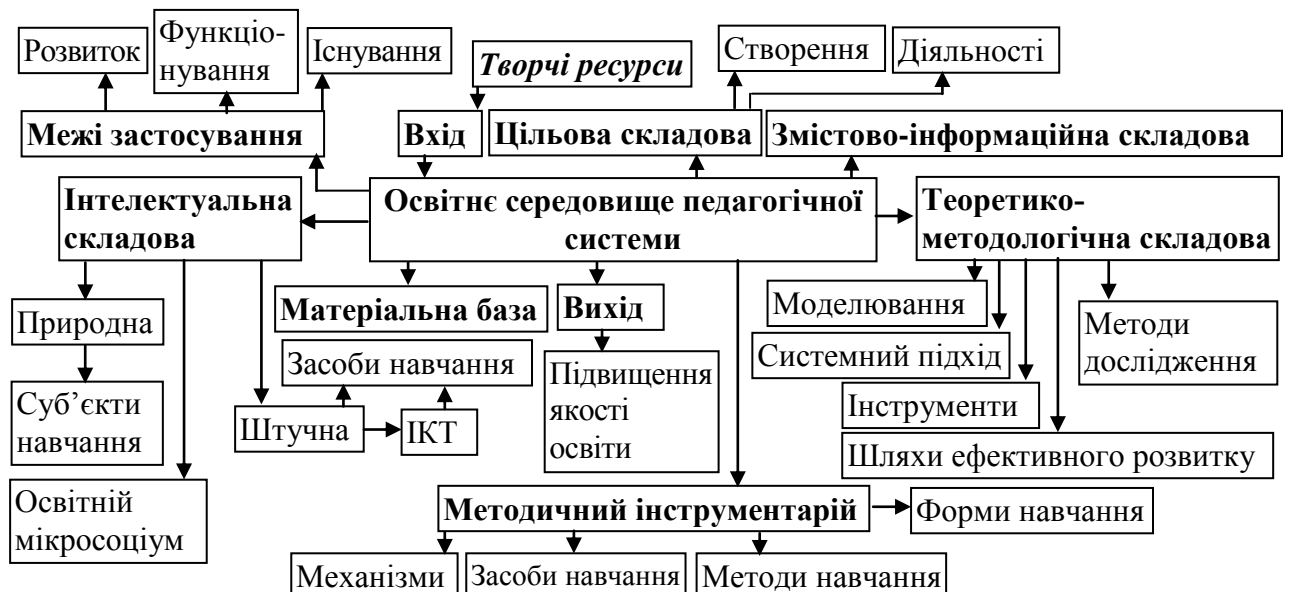 Розвиток
Функціо-
нування
Існування
Творчі ресурси
Створення
Діяльності
Межі застосування
Вхід
Цільова складова
Змістово-інформаційна складова
Інтелектуальна
складова
Освітнє середовище педагогічної
системи
Теоретико-
методологічна складова
Матеріальна база
Вихід
Моделювання
Методи
дослідження
Природна
Засоби навчання
Системний підхід
Підвищення
якості
освіти
Суб’єкти
навчання
Штучна
ІКТ
Інструменти
Шляхи ефективного розвитку
Освітній
мікросоціум
Методичний інструментарій
Форми навчання
Механізми
Засоби навчання
Методи навчання